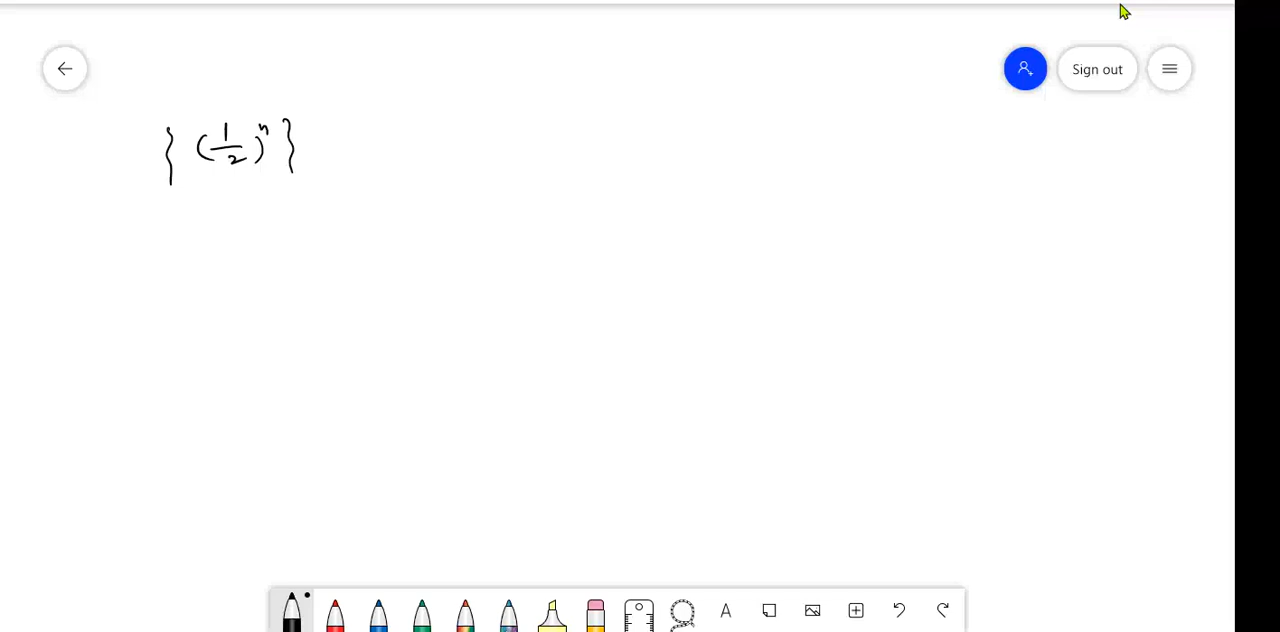 Sign out
{ (1/2)^n }
A